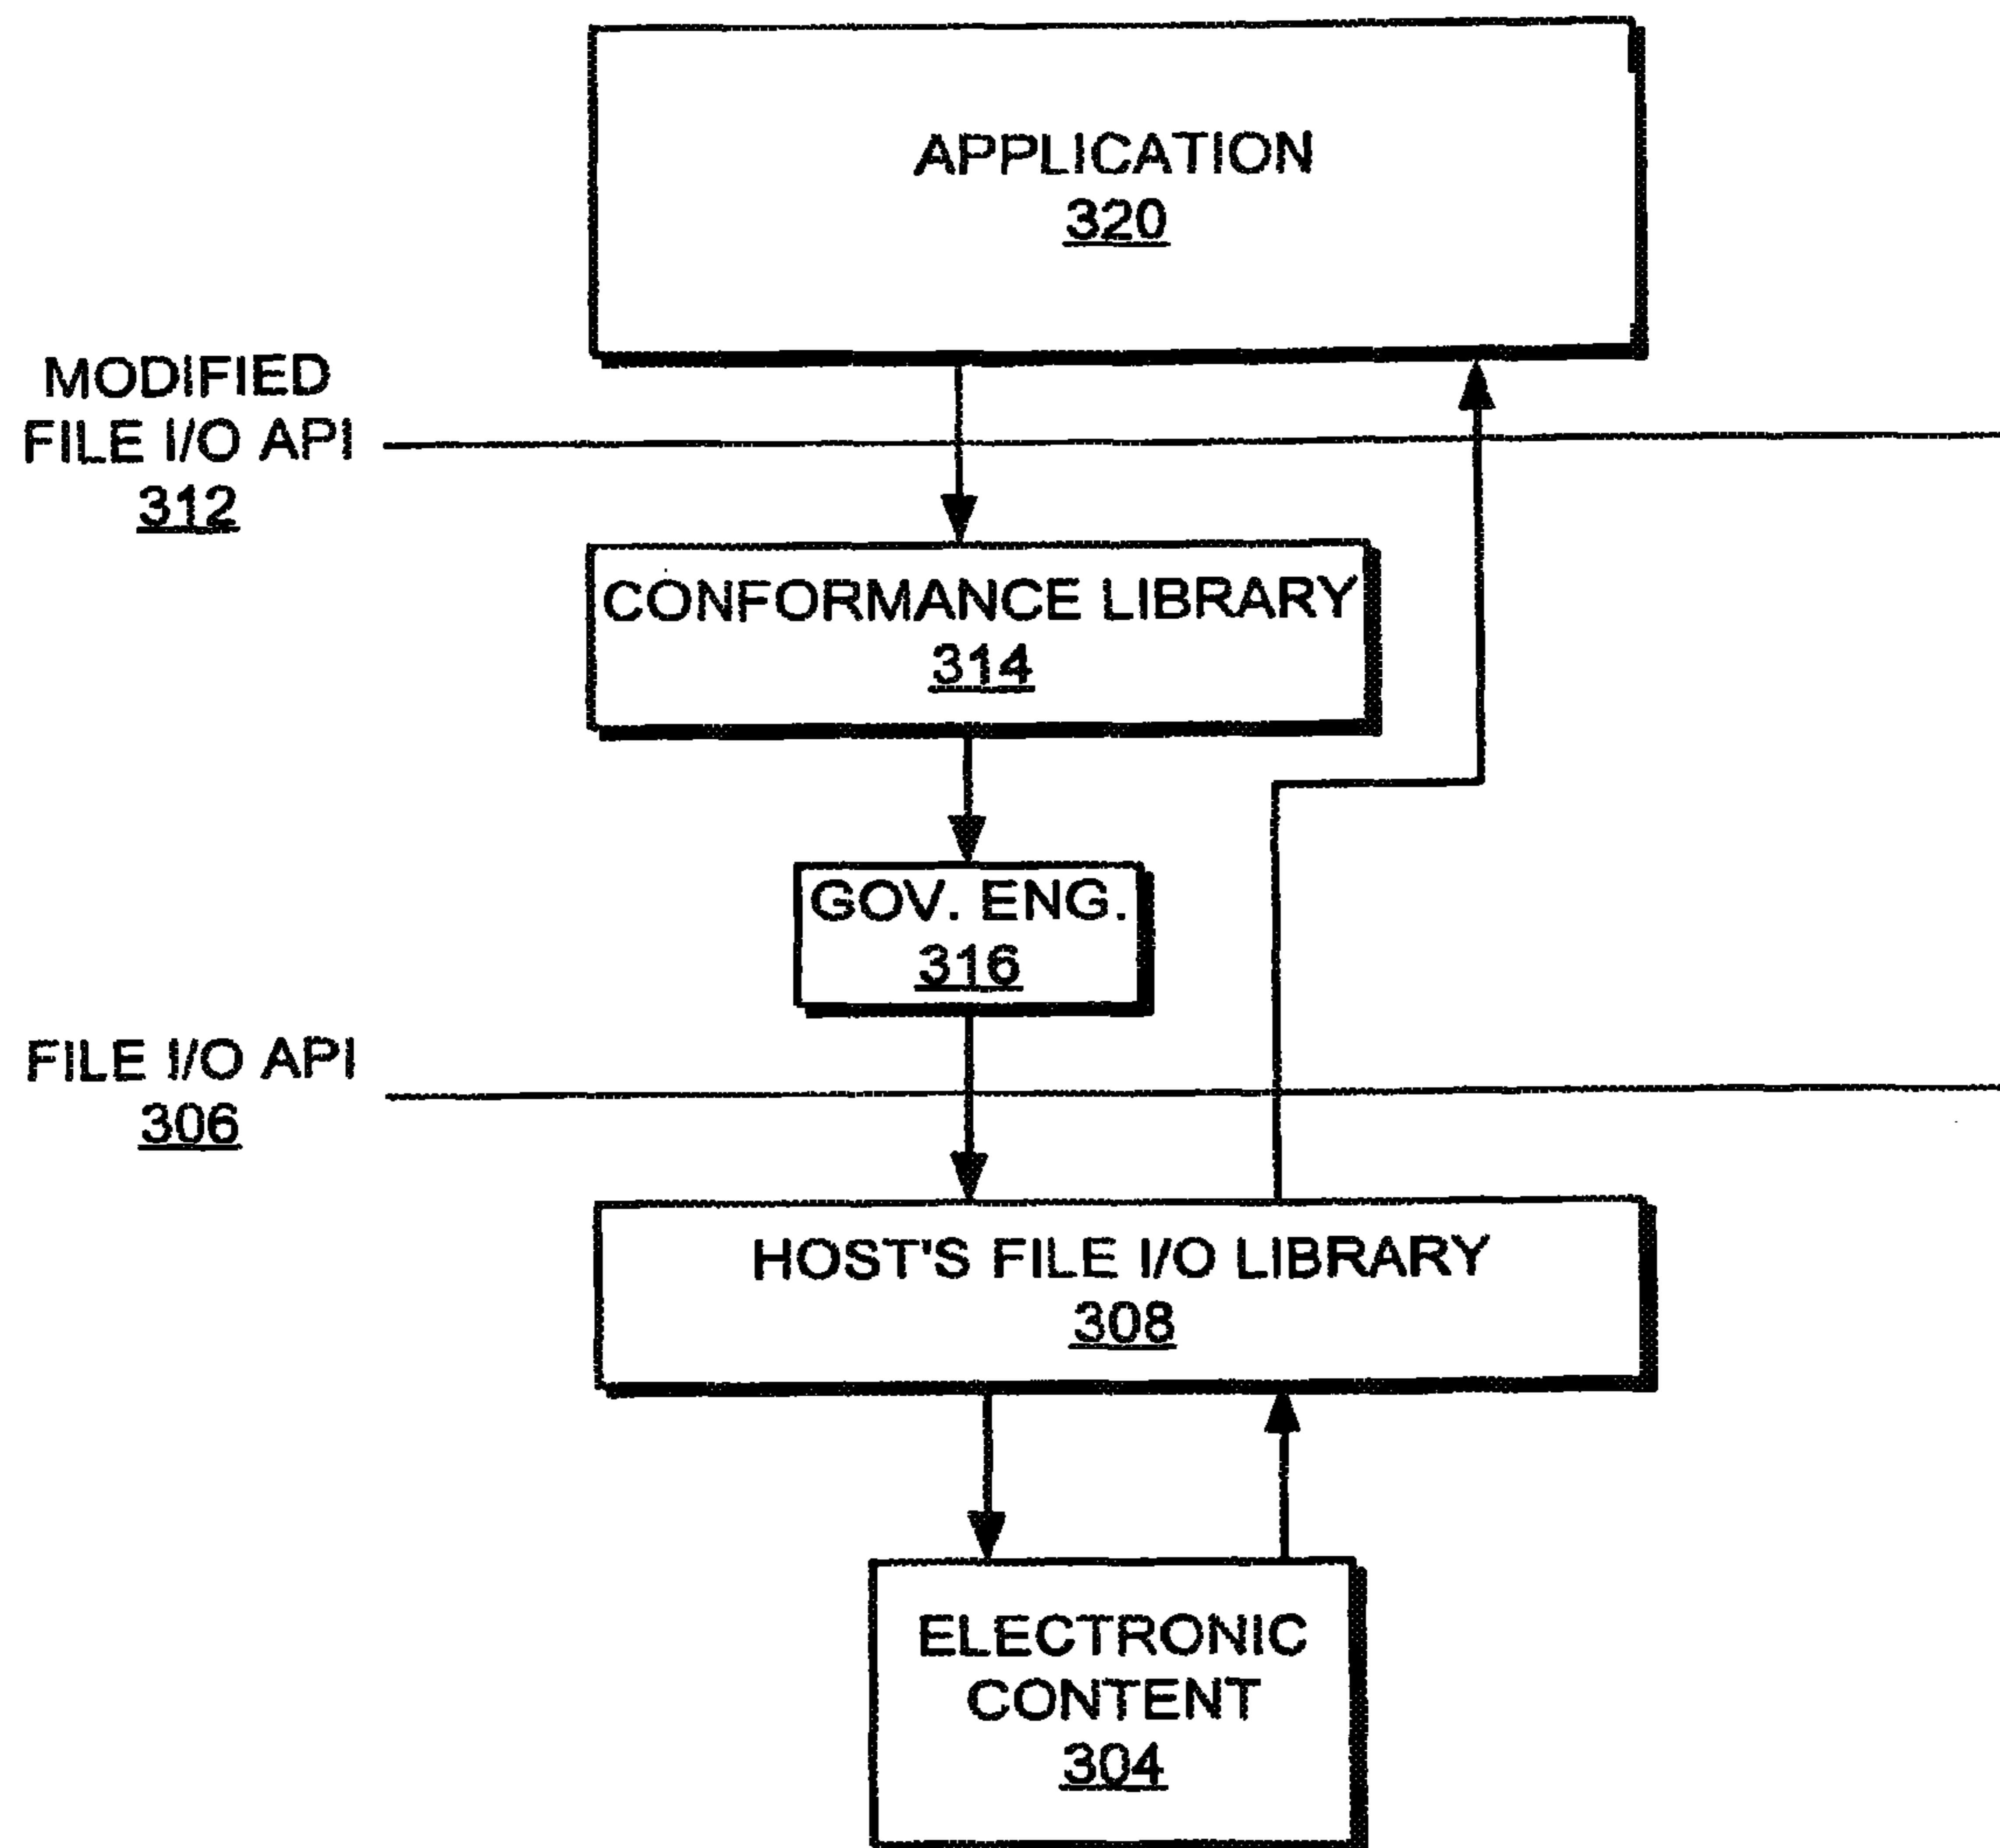 APPLICATION
320
MODIFIED
FILE I/O API
312
CONFORMANCE LIBRARY
314
GOV. ENG.
316
FILE I/O API
306
HOST'S FILE I/O LIBRARY
308
ELECTRONIC
CONTENT
304